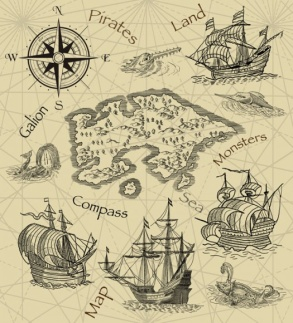 N
Pirates
Land
W
E
S
Galion
Monsters
Sea
Compass
Map